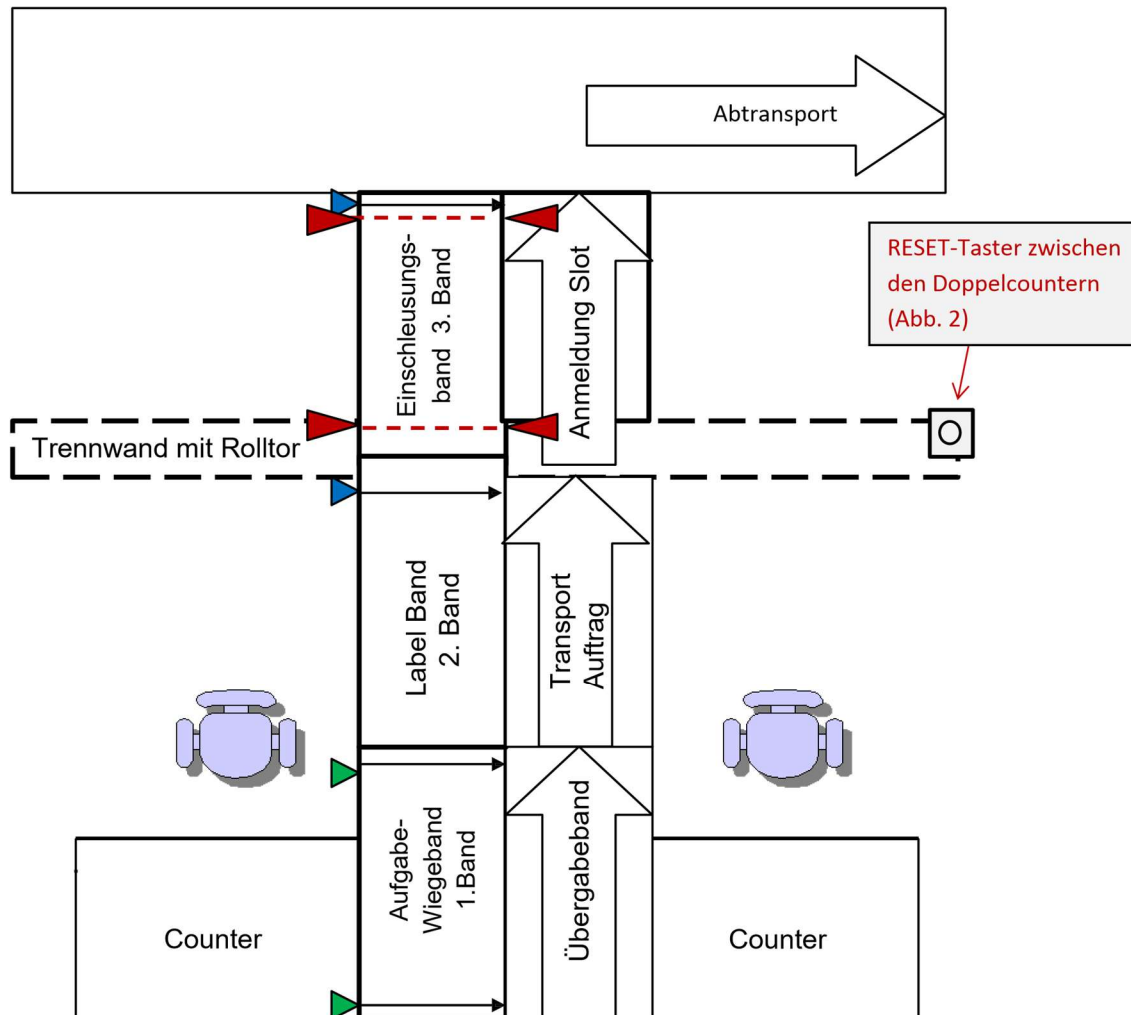 Abtransport
Einschleusungs-
band  3. Band
Anmeldung Slot
RESET-Taster zwischen
den Doppelcountern
(Abb. 2)
Trennwand mit Rolltor
Label Band
2. Band
Transport
Auftrag
Aufgabe-
Wiegeband
1.Band
Übergabeband
Counter
Counter